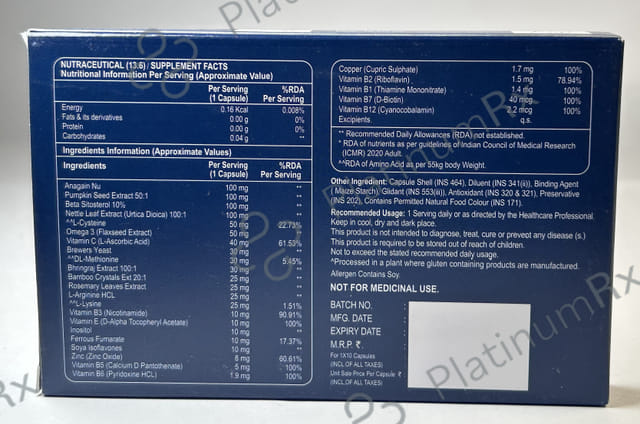 NUTRACEUTICAL (13.6) / SUPPLEMENT FACTS
Nutritional Information Per Serving (Approximate Value)
Per Serving (1 Capsule) %RDA Per Serving
Energy 0.16 Kcal 0.008%
Fats & its derivatives 0.00 g 0%
Protein 0.00 g 0%
Carbohydrates 0.04 g **
Ingredients Information (Approximate Values)
Ingredients Per Serving (1 Capsule) %RDA Per Serving
Anagain Nu 100 mg **
Pumpkin Seed Extract 50:1 100 mg **
Beta Sitosterol 10% 100 mg **
Nettle Leaf Extract (Urtica Dioica) 100:1 100 mg **
^^L-Cysteine 50 mg 22.73%
Omega 3 (Flaxseed Extract) 50 mg **
Vitamin C (L-Ascorbic Acid) 40 mg 61.53%
Brewers Yeast 30 mg **
^^DL-Methionine 30 mg 5.45%
Bhringraj Extract 100:1 30 mg **
Bamboo Crystals Ext 20:1 25 mg **
Rosemary Leaves Extract 25 mg **
L-Arginine HCL 25 mg **
^^L-Lysine 25 mg 1.51%
Vitamin B3 (Nicotinamide) 10 mg 90.91%
Vitamin E (D-Alpha Tocopheryl Acetate) 10 mg 100%
Inositol 10 mg **
Ferrous Fumarate 10 mg 17.37%
Soya Isoflavones 10 mg **
Zinc (Zinc Oxide) 8 mg 60.61%
Vitamin B5 (Calcium D Pantothenate) 5 mg 100%
Vitamin B6 (Pyridoxine HCL) 1.9 mg 100%
Copper (Cupric Sulphate) 1.7 mg 100%
Vitamin B2 (Riboflavin) 1.5 mg 78.94%
Vitamin B1 (Thiamine Mononitrate) 1.4 mg 100%
Vitamin B7 (D-Biotin) 40 mcg 100%
Vitamin B12 (Cyanocobalamin) 2.2 mcg 100%
Excipients q.s.
** Recommended Daily Allowances (RDA) not established.
* RDA of nutrients as per guidelines of Indian Council of Medical Research
(ICMR) 2020 Adult.
^^RDA of Amino Acid as per 55kg body Weight.
Other Ingredient: Capsule Shell (INS 464), Diluent (INS 341(ii)), Binding Agent
(Maize Starch), Glidant (INS 553(iii)), Antioxidant (INS 320 & 321), Preservative
(INS 202), Contains Permitted Natural Food Colour (INS 171).
Recommended Usage: 1 Serving daily or as directed by the Healthcare Professional.
Keep in cool, dry and dark place.
This product is not intended to diagnose, treat, cure or prevent any disease (s.)
This product is required to be stored out of reach of children.
Not to exceed the stated recommended daily usage.
^Processed in a plant where gluten containing products are manufactured.
Allergen Contains Soy.
NOT FOR MEDICINAL USE.
BATCH NO. :
MFG. DATE :
EXPIRY DATE :
M.R.P. ₹. :
For 1X10 Capsules
(INCL OF ALL TAXES)
Unit Sale Price Per Capsule ₹ :
(INCL OF ALL TAXES)
PlatinumRx
PlatinumRx
PlatinumRx